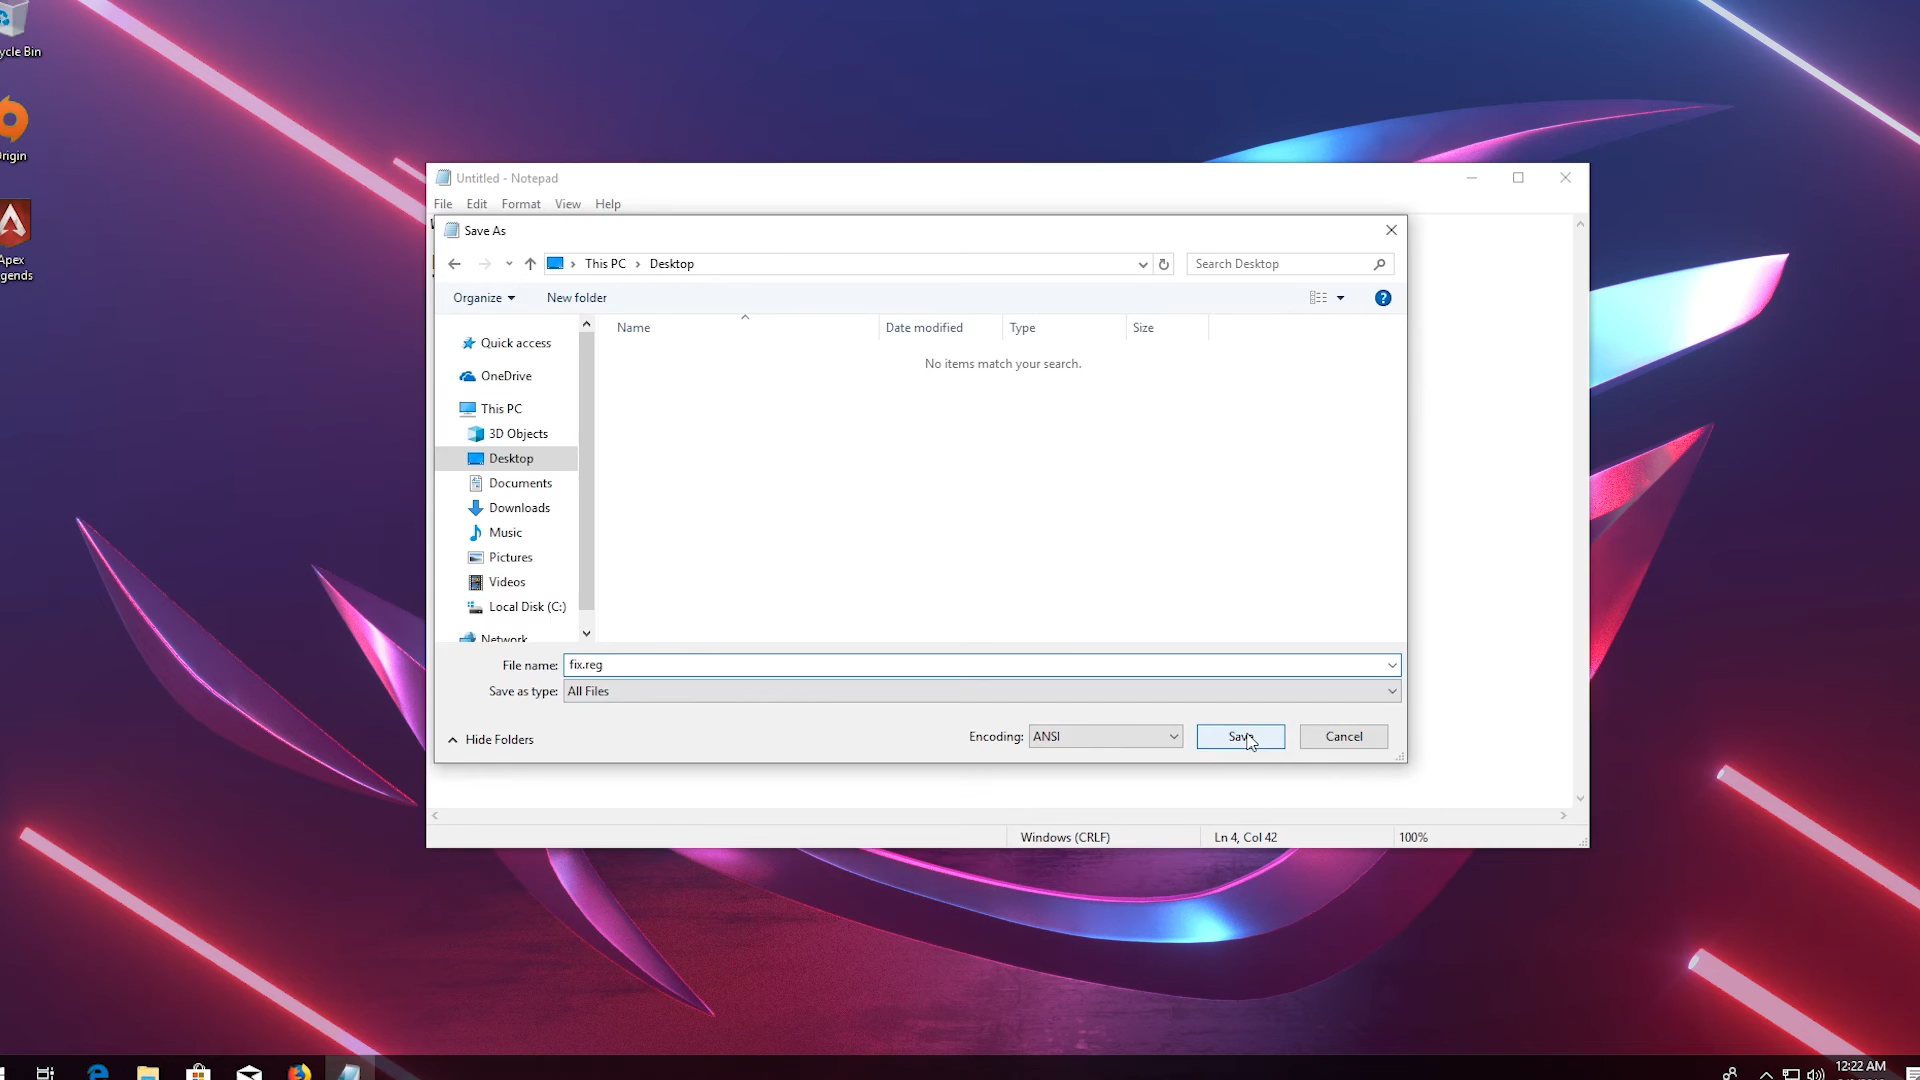 ycle Bin
Origin
Apex
gends
Untitled - Notepad
File Edit Format View Help
Save As
This PC Desktop
Search Desktop
Organize New folder
?
Name Date modified Type Size
No items match your search.
Quick access
OneDrive
This PC
3D Objects
Desktop
Documents
Downloads
Music
Pictures
Videos
Local Disk (C:)
Network
File name: fix.reg
Save as type: All Files
Hide Folders
Encoding: ANSI
Save
Cancel
Windows (CRLF) Ln 4, Col 42 100%
12:22 AM